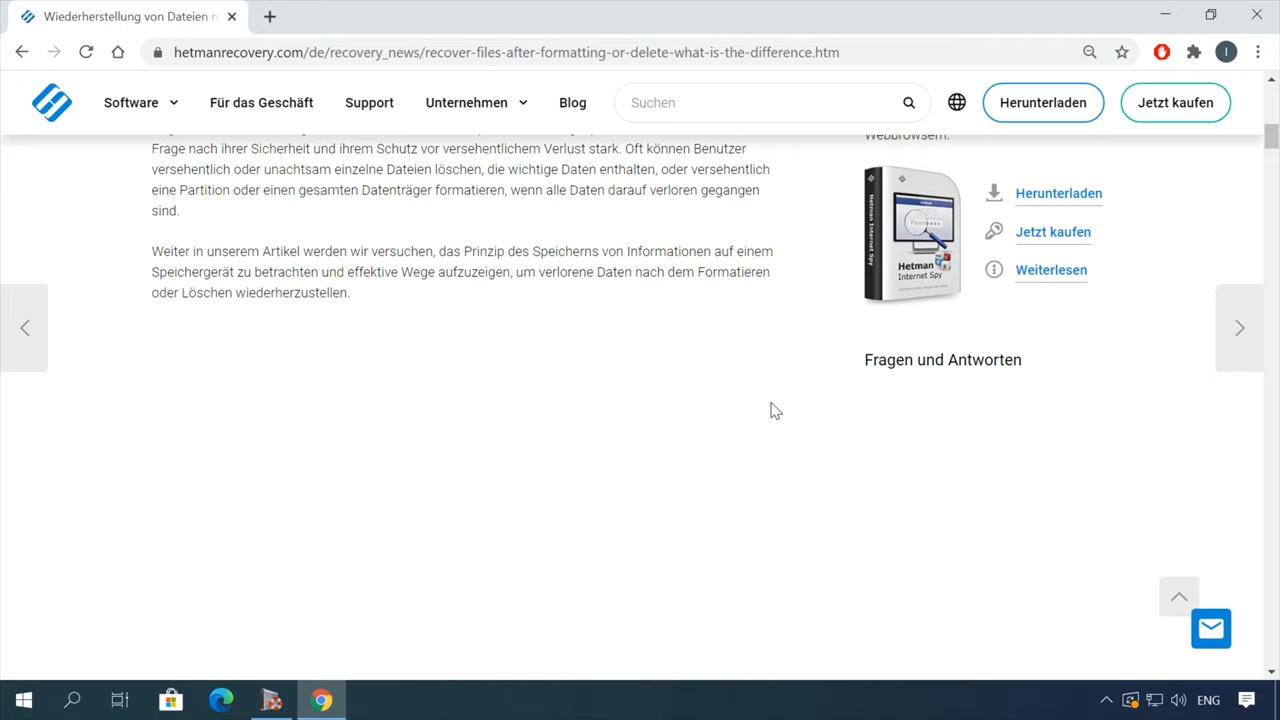 Wiederherstellung von Dateien n
hetmanrecovery.com/de/recovery_news/recover-files-after-formatting-or-delete-what-is-the-difference.htm
I
Software
Für das Geschäft
Support
Unternehmen
Blog
Suchen
Herunterladen
Jetzt kaufen
Webbrowsern.
Frage nach ihrer Sicherheit und ihrem Schutz vor versehentlichem Verlust stark. Oft können Benutzer
versehentlich oder unachtsam einzelne Dateien löschen, die wichtige Daten enthalten, oder versehentlich
eine Partition oder einen gesamten Datenträger formatieren, wenn alle Daten darauf verloren gegangen
sind.
Weiter in unserem Artikel werden wir versuchen, das Prinzip des Speicherns von Informationen auf einem
Speichergerät zu betrachten und effektive Wege aufzuzeigen, um verlorene Daten nach dem Formatieren
oder Löschen wiederherzustellen.
Hetman Internet Spy
Hetman
Internet Spy
Herunterladen
Jetzt kaufen
Weiterlesen
Fragen und Antworten
ENG